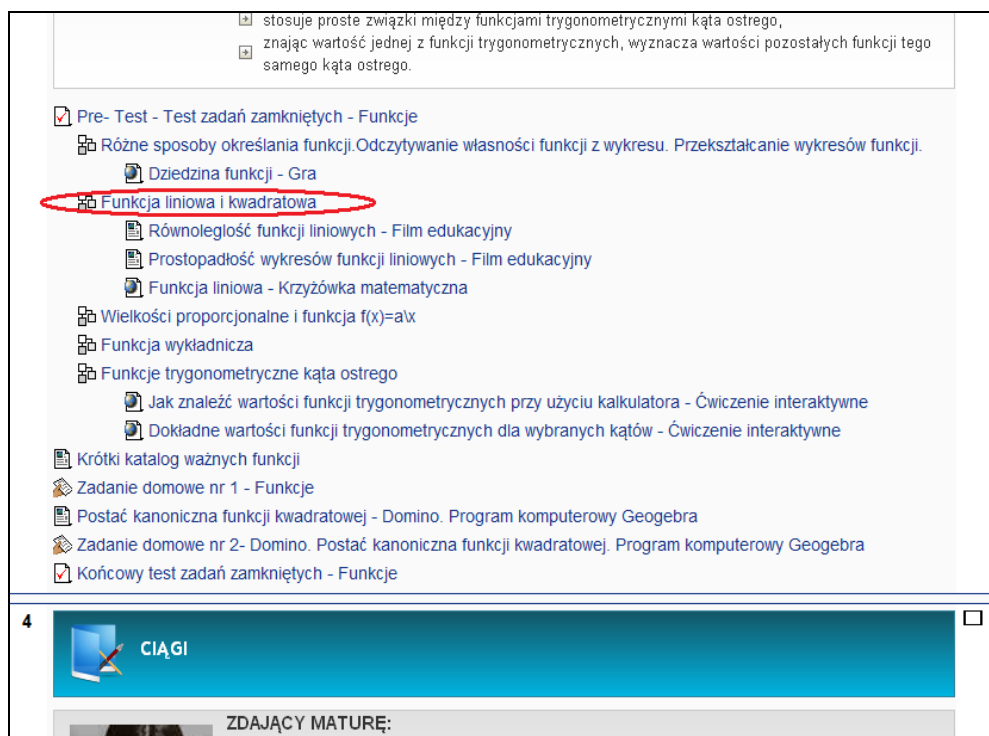 stosuje proste związki między funkcjami trygonometrycznymi kąta ostrego,
znając wartość jednej z funkcji trygonometrycznych, wyznacza wartości pozostałych funkcji tego
samego kąta ostrego.
Pre- Test - Test zadań zamkniętych - Funkcje
Różne sposoby określania funkcji.Odczytywanie własności funkcji z wykresu. Przekształcanie wykresów funkcji.
Dziedzina funkcji - Gra
Funkcja liniowa i kwadratowa
Równoleglość funkcji liniowych - Film edukacyjny
Prostopadłość wykresów funkcji liniowych - Film edukacyjny
Funkcja liniowa - Krzyżówka matematyczna
Wielkości proporcjonalne i funkcja f(x)=a\x
Funkcja wykładnicza
Funkcje trygonometryczne kąta ostrego
Jak znaleźć wartości funkcji trygonometrycznych przy użyciu kalkulatora - Ćwiczenie interaktywne
Dokładne wartości funkcji trygonometrycznych dla wybranych kątów - Ćwiczenie interaktywne
Krótki katalog ważnych funkcji
Zadanie domowe nr 1 - Funkcje
Postać kanoniczna funkcji kwadratowej - Domino. Program komputerowy Geogebra
Zadanie domowe nr 2- Domino. Postać kanoniczna funkcji kwadratowej. Program komputerowy Geogebra
Końcowy test zadań zamkniętych - Funkcje
4
CIĄGI
ZDAJĄCY MATURĘ: